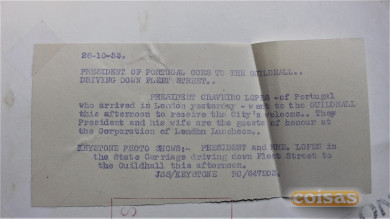 26-10-55.
PRESIDENT OF PORTUGAL GOES TO THE GUILDHALL..
DRIVING DOWN FLEET STREET..
PRESIDENT CRAVEIRO LOPES - of Portugal
who arrived in London yesterday - went to the GUILDHALL
this afternoon to receive the City's welcome.. They
President and his wife are the guests of honour at
the Corporation of London Luncheon..
KEYSTONE PHOTO SHOWS:- PRESIDENT and MME. LOPES in
the State Carriage driving down Fleet Street to
the Guildhall this afternoon.
JSS/KEYSTONE
coisas